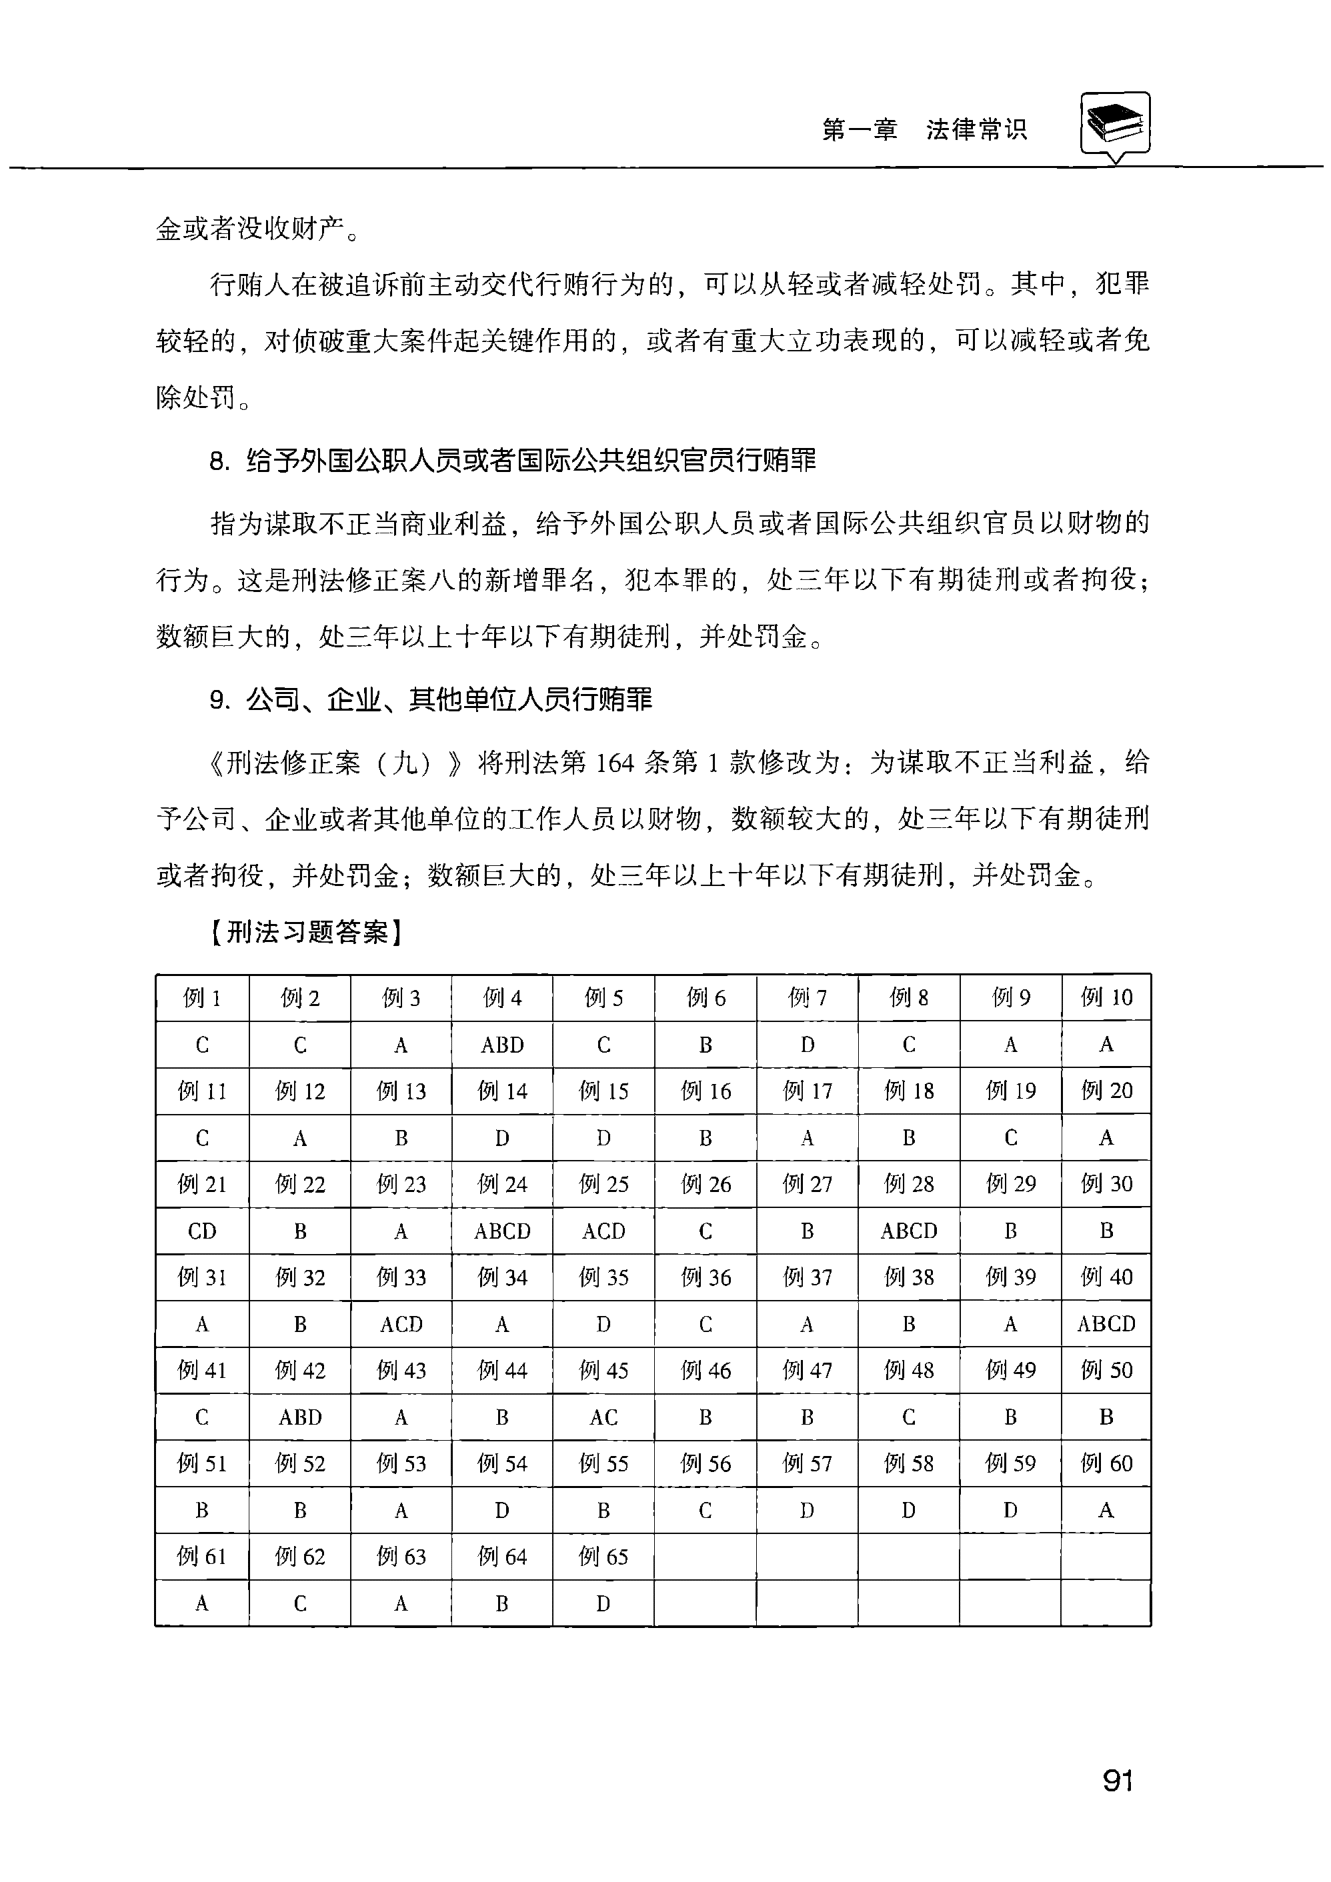 第一章 法律常识
金或者没收财产。
行贿人在被追诉前主动交代行贿行为的，可以从轻或者减轻处罚。其中，犯罪
较轻的，对侦破重大案件起关键作用的，或者有重大立功表现的，可以减轻或者免
除处罚。
8. 给予外国公职人员或者国际公共组织官员行贿罪
指为谋取不正当商业利益，给予外国公职人员或者国际公共组织官员以财物的
行为。这是刑法修正案八的新增罪名，犯本罪的，处三年以下有期徒刑或者拘役；
数额巨大的，处三年以上十年以下有期徒刑，并处罚金。
9. 公司、企业、其他单位人员行贿罪
《刑法修正案（九）》将刑法第 164 条第 1 款修改为：为谋取不正当利益，给
予公司、企业或者其他单位的工作人员以财物，数额较大的，处三年以下有期徒刑
或者拘役，并处罚金；数额巨大的，处三年以上十年以下有期徒刑，并处罚金。
【刑法习题答案】
例 1 例 2 例 3 例 4 例 5 例 6 例 7 例 8 例 9 例 10
C C A ABD C B D C A A
例 11 例 12 例 13 例 14 例 15 例 16 例 17 例 18 例 19 例 20
C A B D D B A B C A
例 21 例 22 例 23 例 24 例 25 例 26 例 27 例 28 例 29 例 30
CD B A ABCD ACD C B ABCD B B
例 31 例 32 例 33 例 34 例 35 例 36 例 37 例 38 例 39 例 40
A B ACD A D C A B A ABCD
例 41 例 42 例 43 例 44 例 45 例 46 例 47 例 48 例 49 例 50
C ABD A B AC B B C B B
例 51 例 52 例 53 例 54 例 55 例 56 例 57 例 58 例 59 例 60
B B A D B C D D D A
例 61 例 62 例 63 例 64 例 65
A C A B D
91